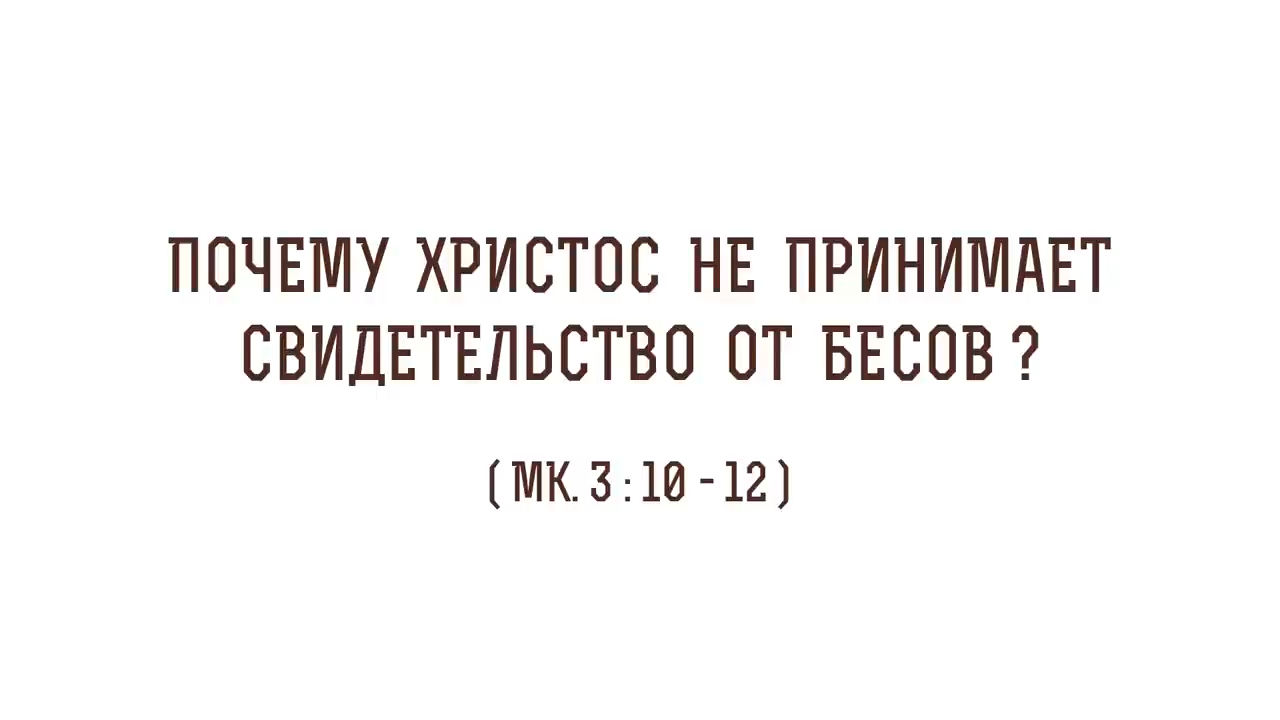 ПОЧЕМУ ХРИСТОС НЕ ПРИНИМАЕТ
СВИДЕТЕЛЬСТВО ОТ БЕСОВ?
(МК. 3:10-12)